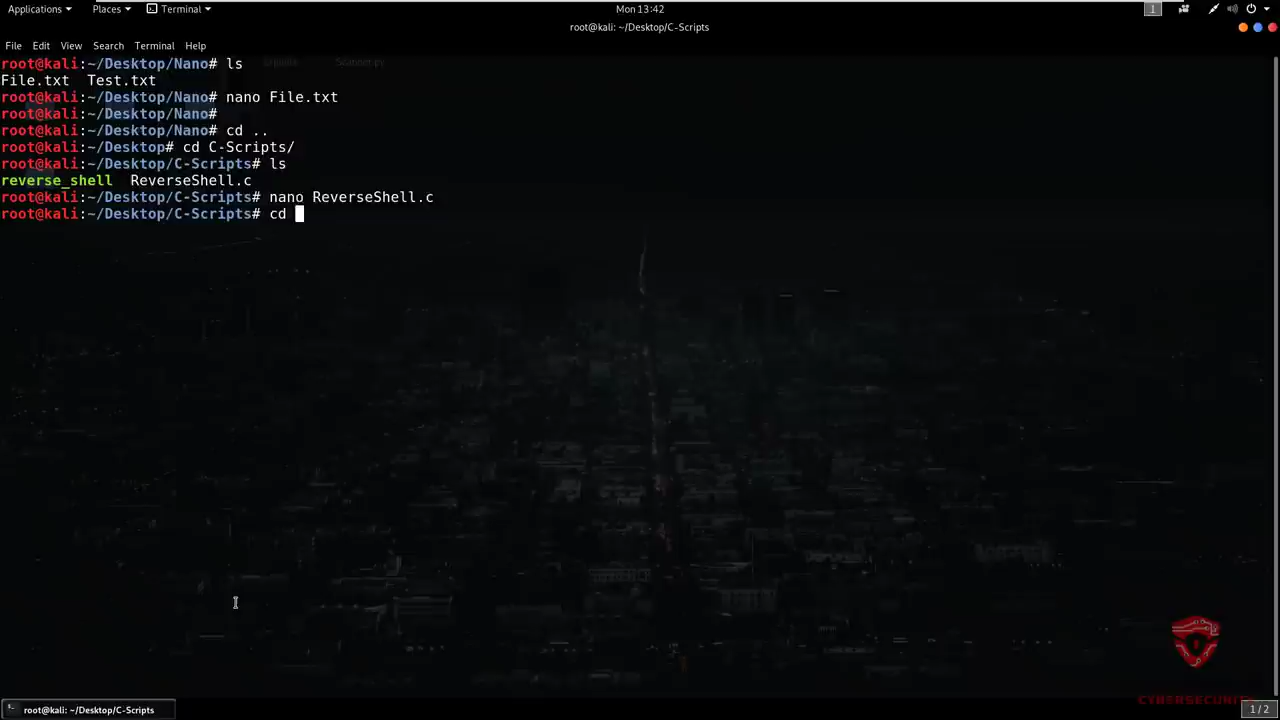 Applications Places Terminal Mon 13:42 1
root@kali: ~/Desktop/C-Scripts
File Edit View Search Terminal Help
root@kali:~/Desktop/Nano# ls
File.txt  Test.txt
root@kali:~/Desktop/Nano# nano File.txt
root@kali:~/Desktop/Nano#
root@kali:~/Desktop/Nano# cd ..
root@kali:~/Desktop# cd C-Scripts/
root@kali:~/Desktop/C-Scripts# ls
reverse_shell  ReverseShell.c
root@kali:~/Desktop/C-Scripts# nano ReverseShell.c
root@kali:~/Desktop/C-Scripts# cd
root@kali: ~/Desktop/C-Scripts
1 / 2